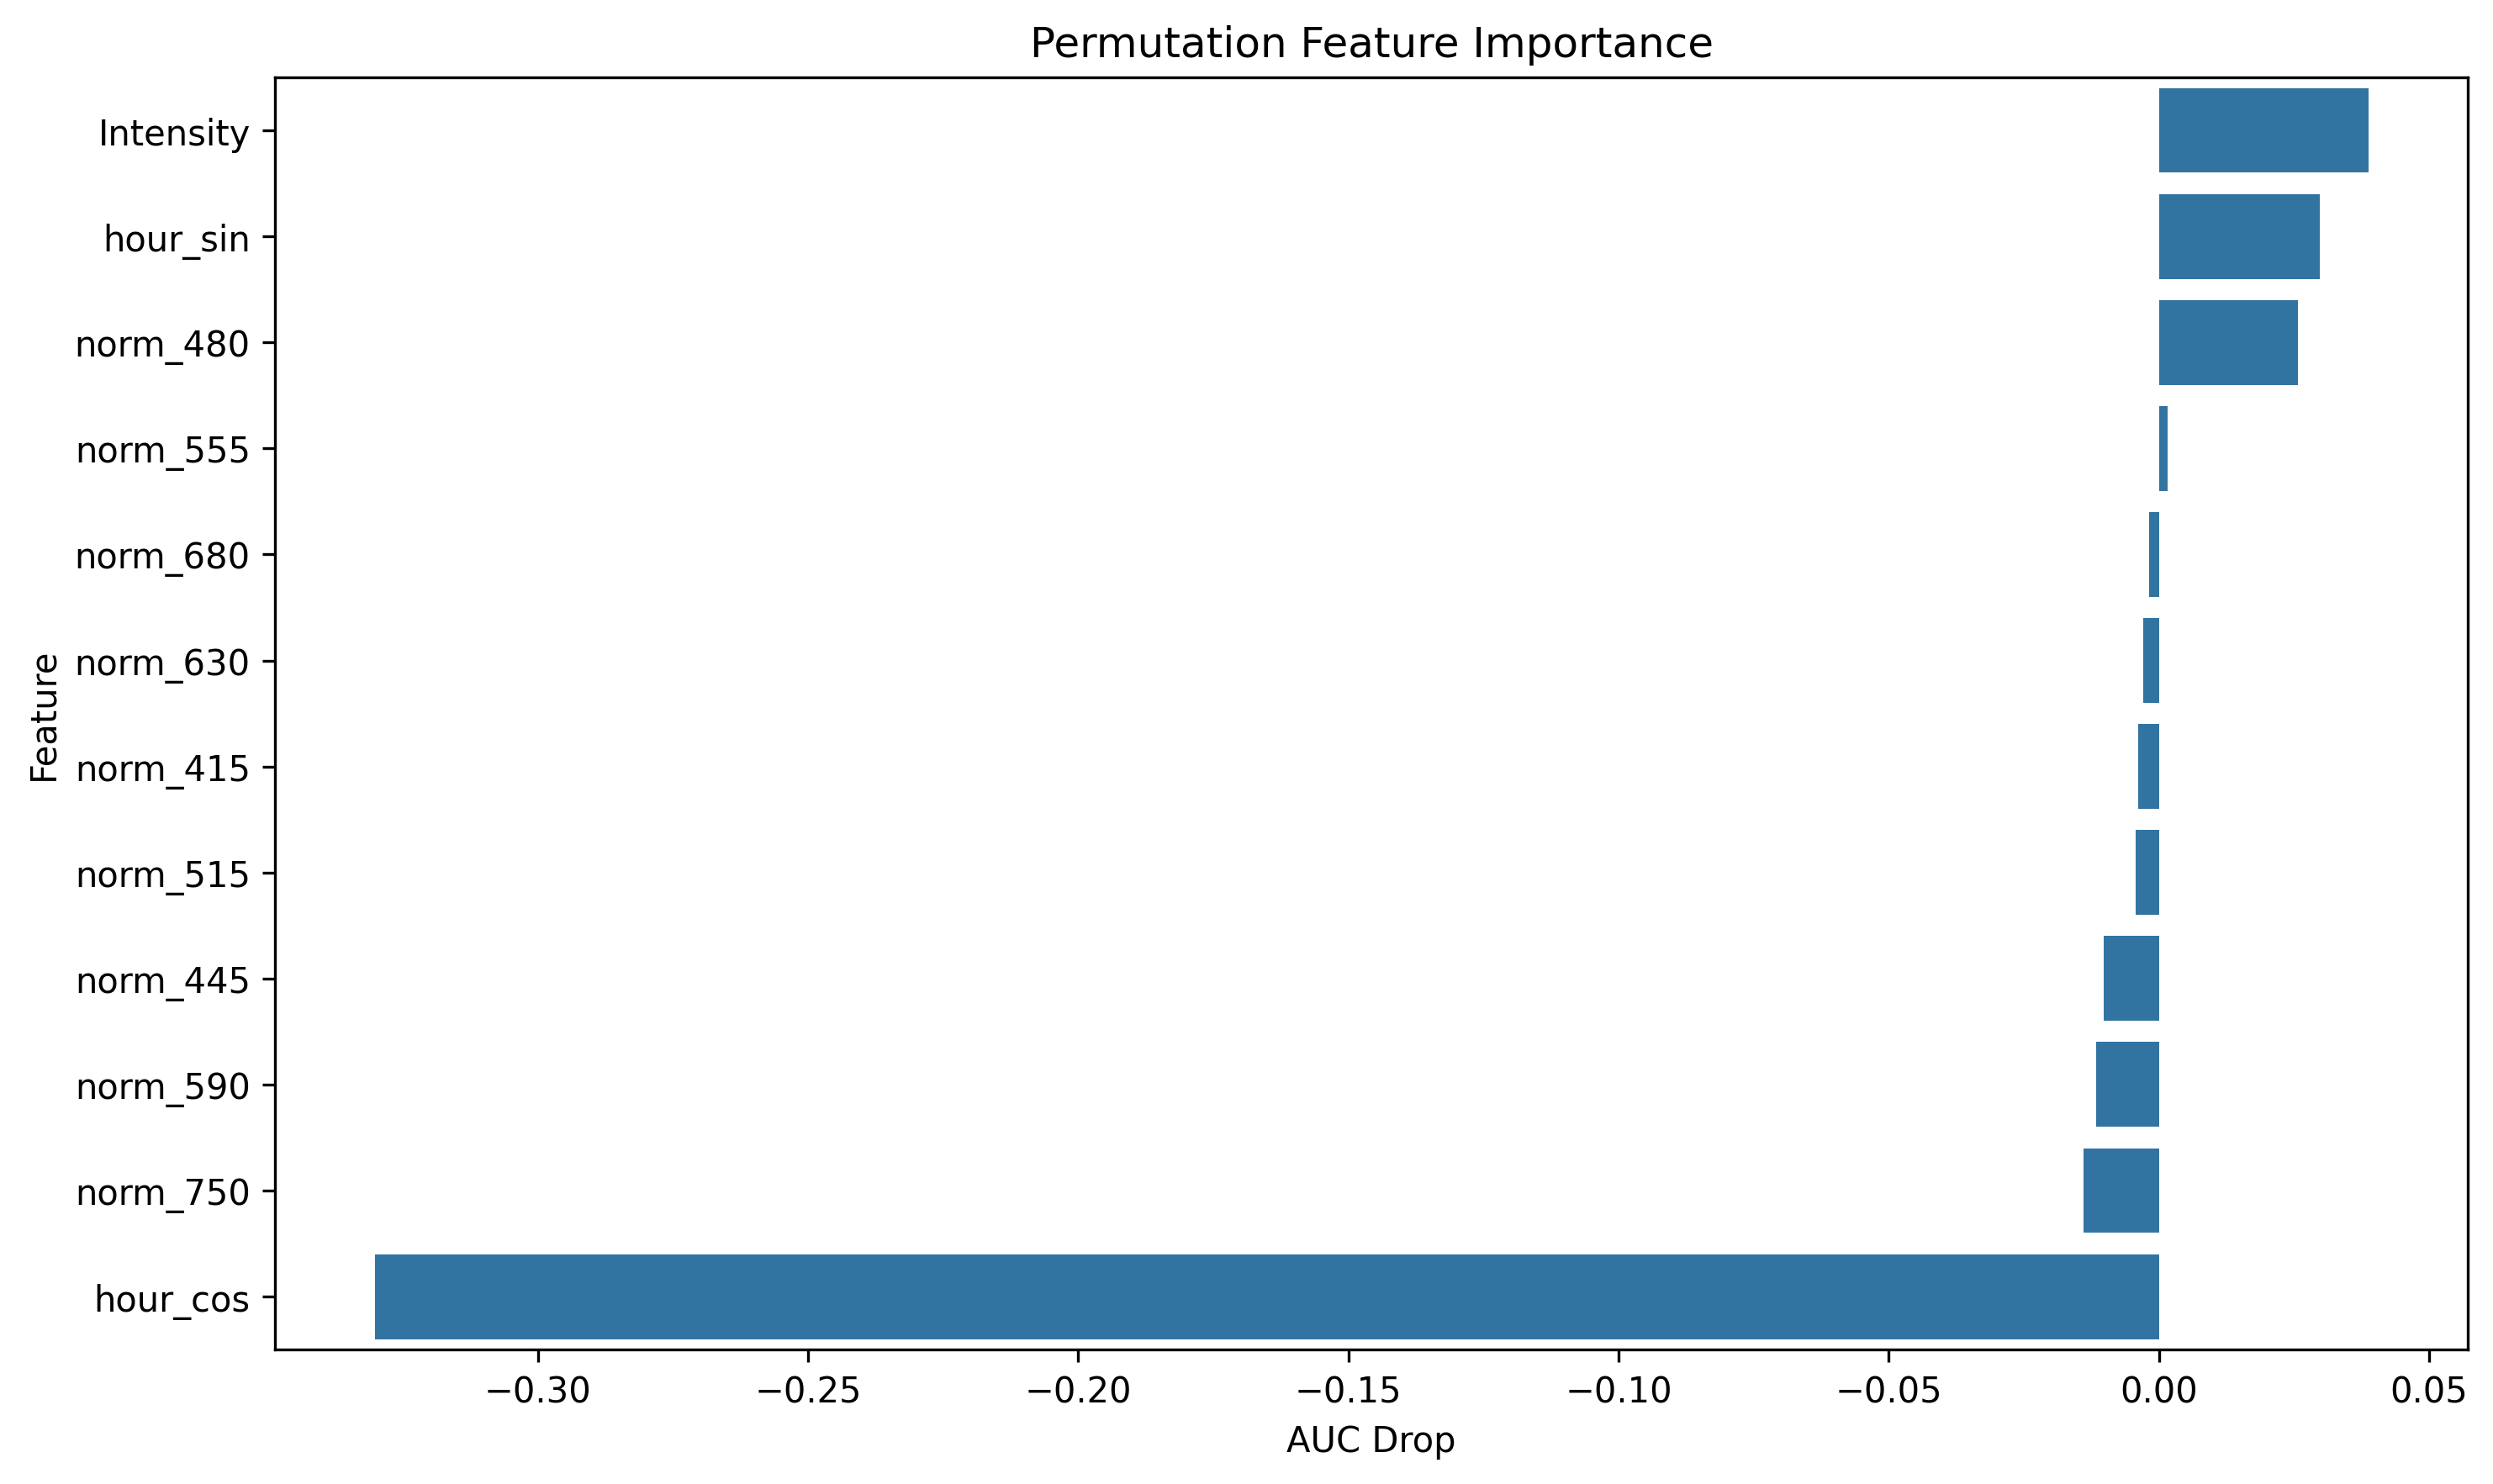 Permutation Feature Importance
Feature
Intensity
hour_sin
norm_480
norm_555
norm_680
norm_630
norm_415
norm_515
norm_445
norm_590
norm_750
hour_cos
−0.30 −0.25 −0.20 −0.15 −0.10 −0.05 0.00 0.05
AUC Drop